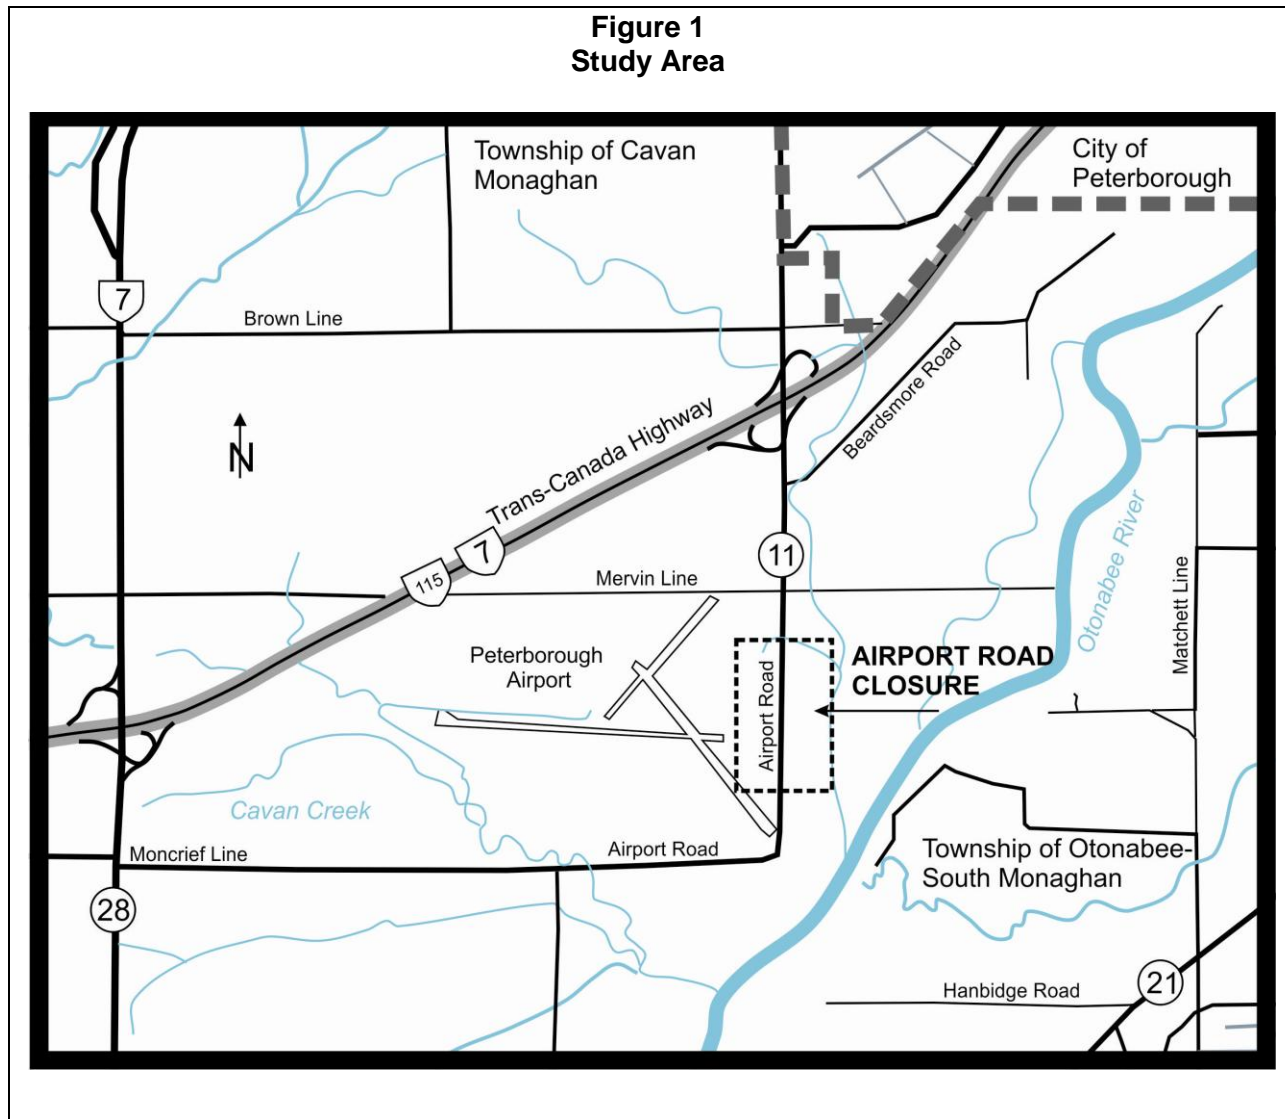 Figure 1
Study Area
Township of Cavan
Monaghan
City of
Peterborough
7
Brown Line
Beardsmore Road
Trans-Canada Highway
N
7
115
11
Mervin Line
Otonabee River
Matchett Line
Peterborough
Airport
Airport Road
AIRPORT ROAD
CLOSURE
Cavan Creek
Moncrief Line
Airport Road
Township of Otonabee-
South Monaghan
28
Hanbidge Road
21